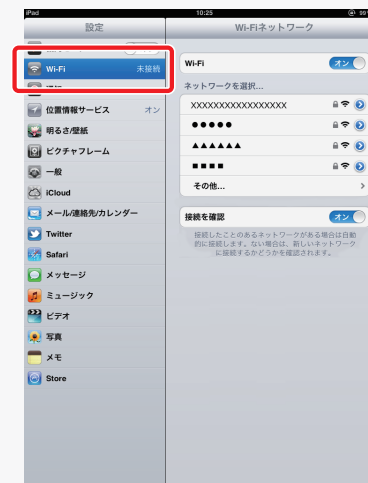 iPad
10:25
99
設定
Wi-Fiネットワーク
Wi-Fi
未接続
位置情報サービス
オン
明るさ/壁紙
ピクチャフレーム
一般
iCloud
メール/連絡先/カレンダー
Twitter
Safari
メッセージ
ミュージック
ビデオ
写真
メモ
Store
Wi-Fi
オン
ネットワークを選択...
XXXXXXXXXXXXXXXXX
●●●●●
▲▲▲▲▲▲
■■■■
その他...
接続を確認
オン
接続したことのあるネットワークがある場合は自動
的に接続します。ない場合は、新しいネットワーク
に接続するかどうかを確認されます。